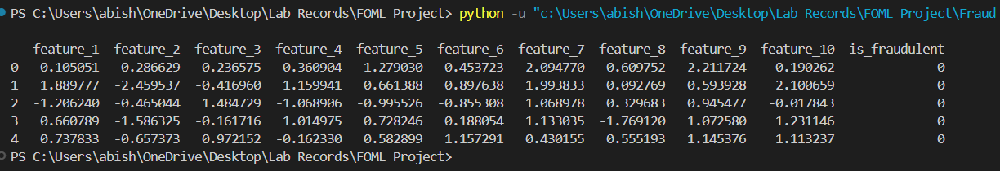 PS C:\Users\abish\OneDrive\Desktop\Lab Records\FOML Project> python -u "c:\Users\abish\OneDrive\Desktop\Lab Records\FOML Project\Fraud
feature_1 feature_2 feature_3 feature_4 feature_5 feature_6 feature_7 feature_8 feature_9 feature_10 is_fraudulent
0 0.105051 -0.286629 0.236575 -0.360904 -1.279030 -0.453723 2.094770 0.609752 2.211724 -0.190262 0
1 1.889777 -2.459537 -0.416960 1.159941 0.661388 0.897638 1.993833 0.092769 0.593928 2.100659 0
2 -1.206240 -0.465044 1.484729 -1.068906 -0.995526 -0.855308 1.068978 0.329683 0.945477 -0.017843 0
3 0.660789 -1.586325 -0.161716 1.014975 0.728246 0.188054 1.133035 -1.769120 1.072580 1.231146 0
4 0.737833 -0.657373 0.972152 -0.162330 0.582899 1.157291 0.430155 0.555193 1.145376 1.113237 0
PS C:\Users\abish\OneDrive\Desktop\Lab Records\FOML Project>